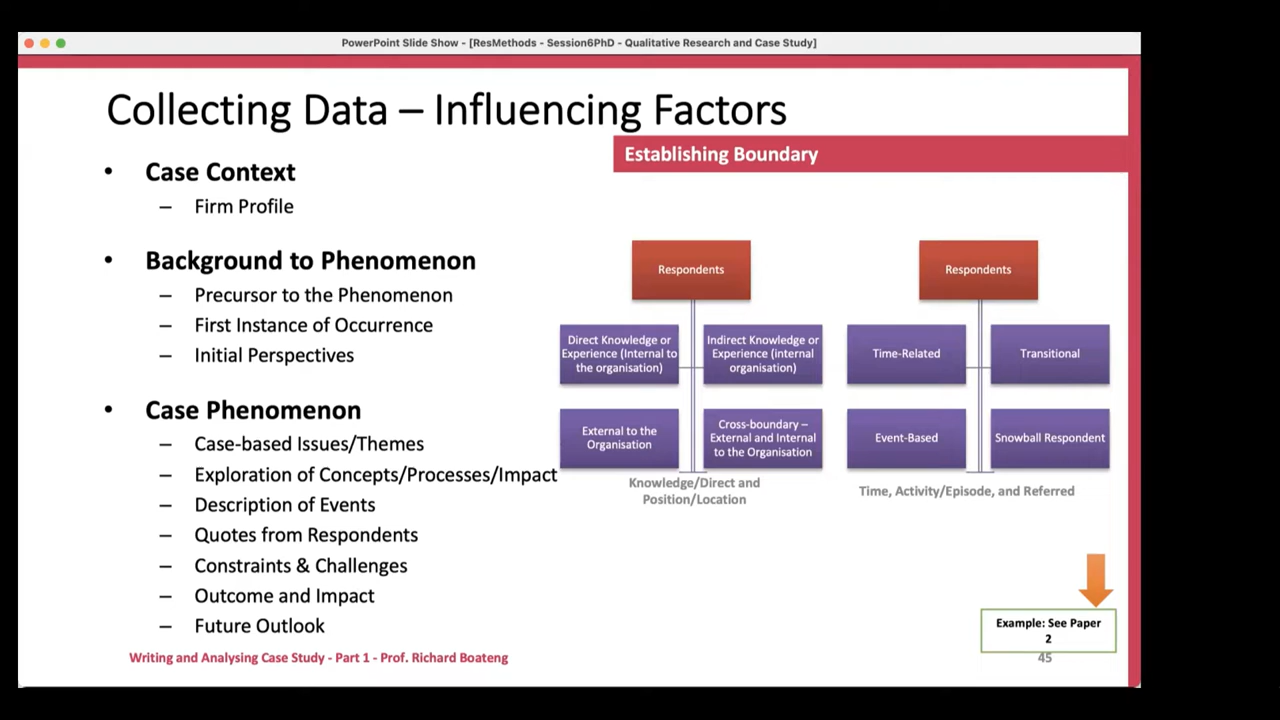 PowerPoint Slide Show - [ResMethods - Session6PhD - Qualitative Research and Case Study]
Collecting Data – Influencing Factors
Establishing Boundary
• Case Context
– Firm Profile
• Background to Phenomenon
– Precursor to the Phenomenon
– First Instance of Occurrence
– Initial Perspectives
• Case Phenomenon
– Case-based Issues/Themes
– Exploration of Concepts/Processes/Impact
– Description of Events
– Quotes from Respondents
– Constraints & Challenges
– Outcome and Impact
– Future Outlook
Respondents
Direct Knowledge or
Experience (Internal to
the organisation)
Indirect Knowledge or
Experience (internal
organisation)
External to the
Organisation
Cross-boundary –
External and Internal
to the Organisation
Knowledge/Direct and
Position/Location
Respondents
Time-Related
Transitional
Event-Based
Snowball Respondent
Time, Activity/Episode, and Referred
Example: See Paper
2
Writing and Analysing Case Study - Part 1 - Prof. Richard Boateng
45